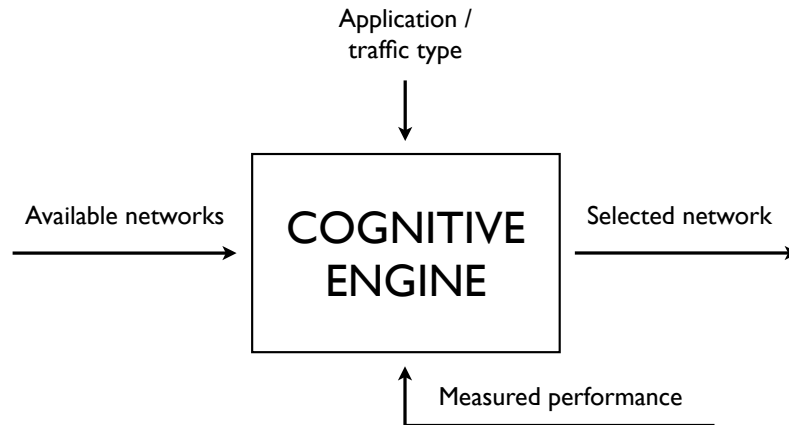 Application /
traffic type
Available networks
COGNITIVE
ENGINE
Selected network
Measured performance